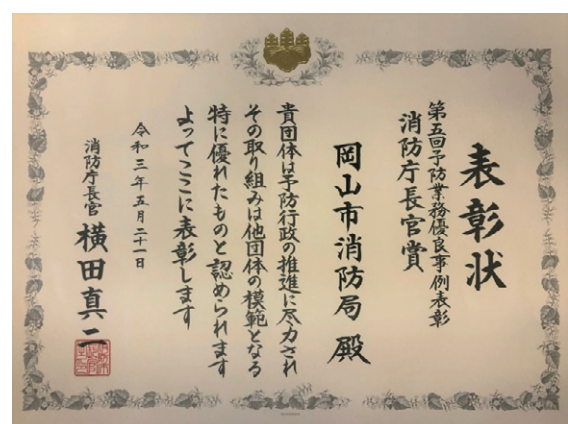 表彰状
第五回予防業務優良事例表彰
消防庁長官賞
岡山市消防局 殿
貴団体は予防行政の推進に尽力され
その取り組みは他団体の模範となる
特に優れたものと認められます
よってここに表彰します
令和三年五月二十一日
消防庁長官 横田真二